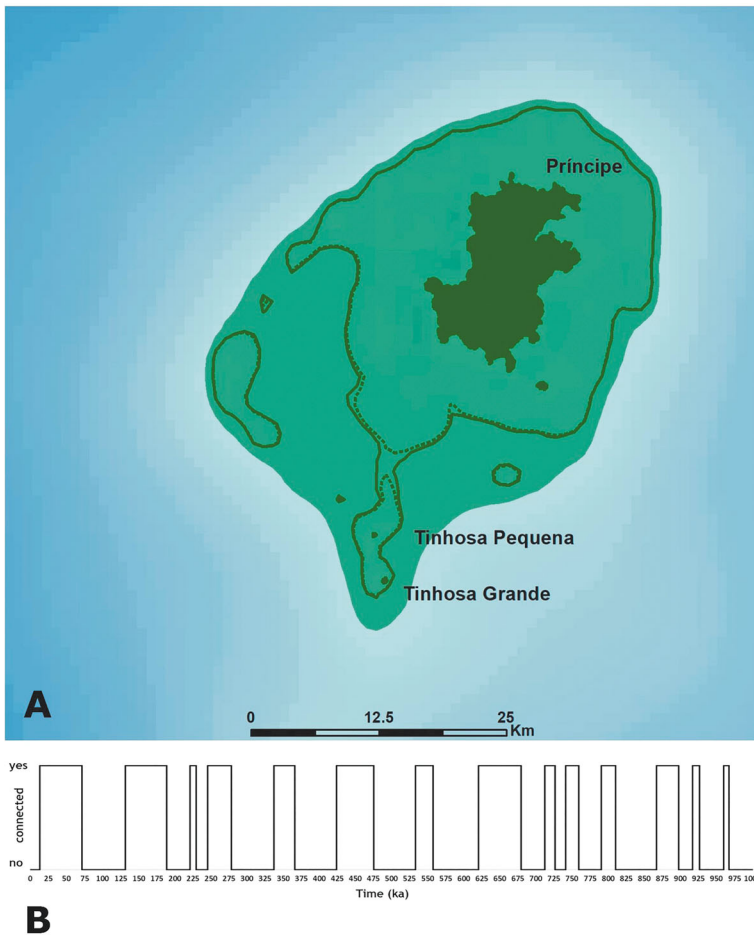 Príncipe
Tinhosa Pequena
Tinhosa Grande
A
0 12.5 25
Km
yes
connected
no
0 25 50 75 100 125 150 175 200 225 250 275 300 325 350 375 400 425 450 475 500 525 550 575 600 625 650 675 700 725 750 775 800 825 850 875 900 925 950 975 100
Time (ka)
B